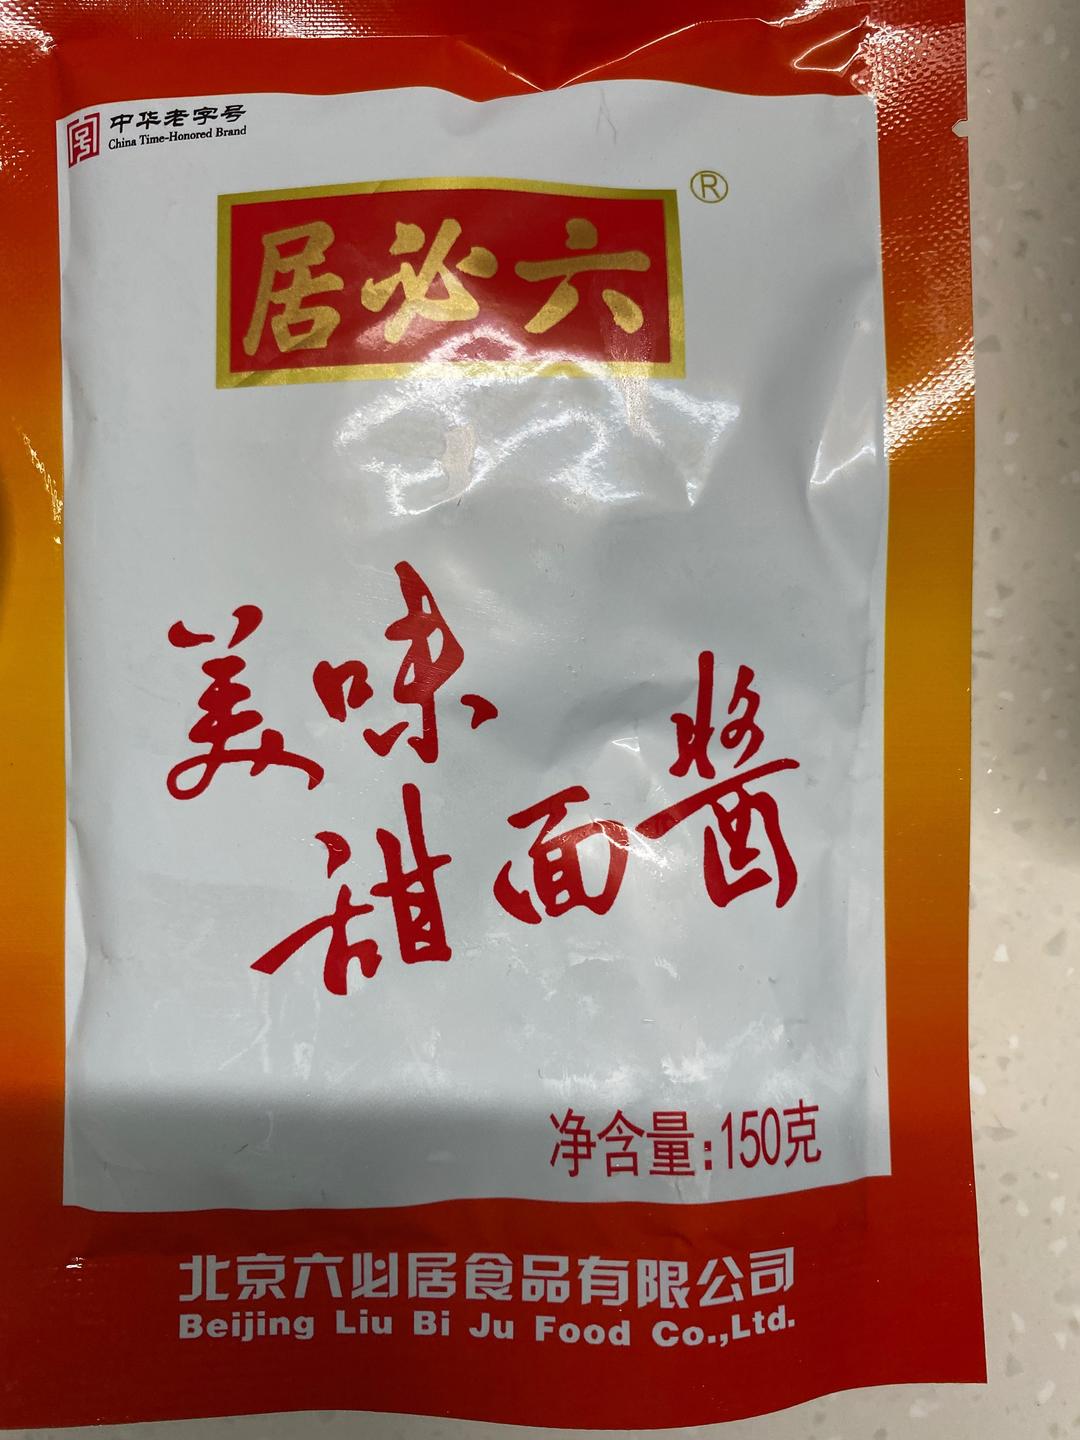 中华老字号
China Time-Honored Brand
居必六
®
美味
甜面酱
净含量:150克
北京六必居食品有限公司
Beijing Liu Bi Ju Food Co.,Ltd.